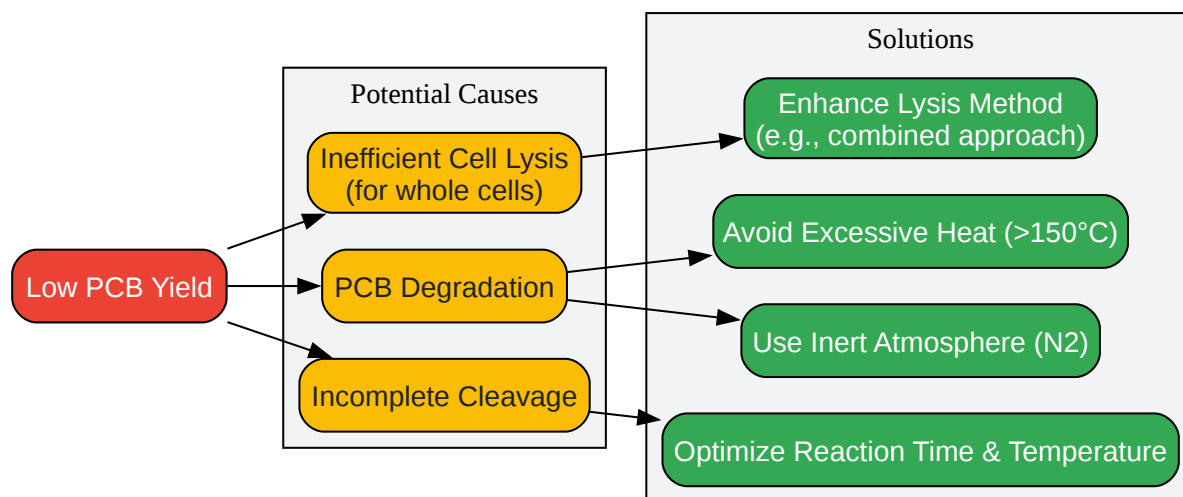 Low PCB Yield
Potential Causes
Inefficient Cell Lysis
(for whole cells)
PCB Degradation
Incomplete Cleavage
Solutions
Enhance Lysis Method
(e.g., combined approach)
Avoid Excessive Heat (>150°C)
Use Inert Atmosphere (N2)
Optimize Reaction Time & Temperature